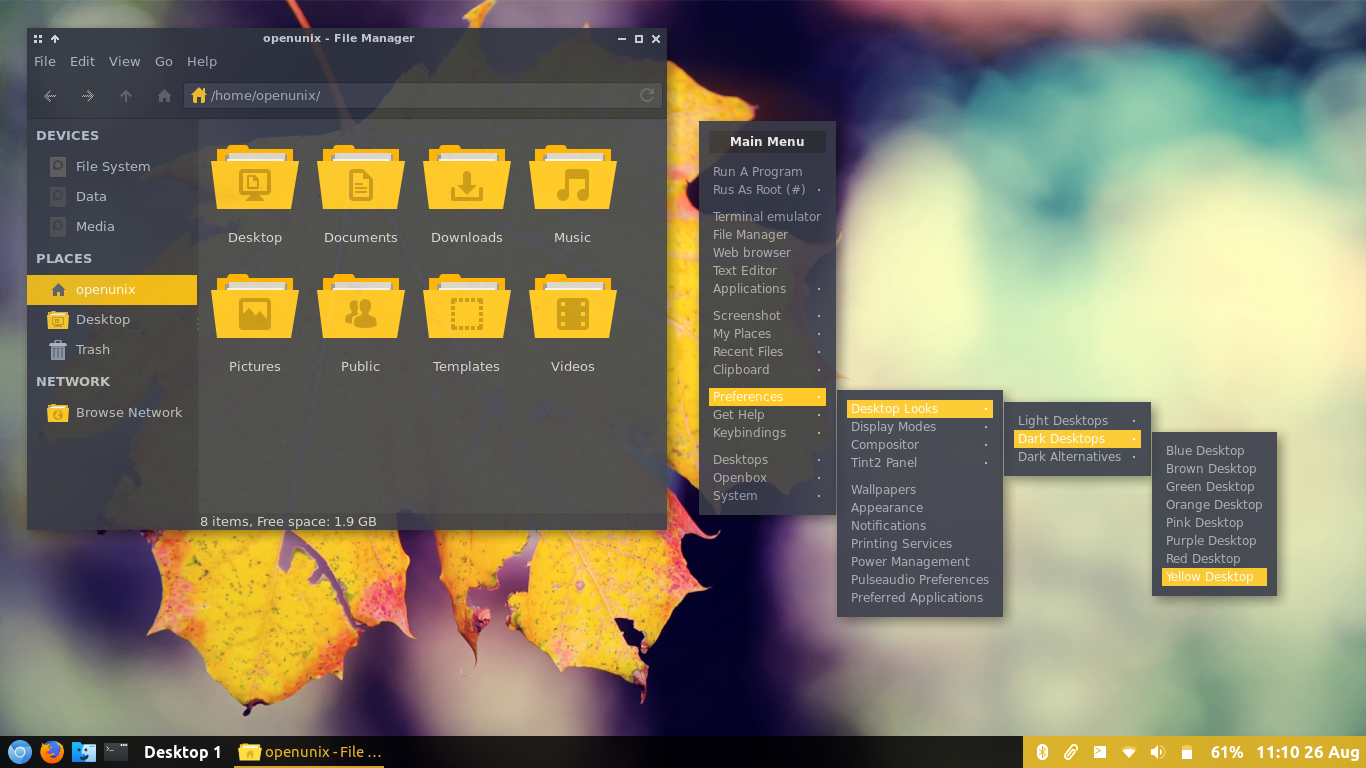 openunix - File Manager
File Edit View Go Help
/home/openunix/
DEVICES
File System
Data
Media
PLACES
openunix
Desktop
Trash
NETWORK
Browse Network
Desktop Documents Downloads Music
Pictures Public Templates Videos
8 items, Free space: 1.9 GB
Main Menu
Run A Program
Rus As Root (#)
Terminal emulator
File Manager
Web browser
Text Editor
Applications
Screenshot
My Places
Recent Files
Clipboard
Preferences
Get Help
Keybindings
Desktops
Openbox
System
Desktop Looks
Display Modes
Compositor
Tint2 Panel
Wallpapers
Appearance
Notifications
Printing Services
Power Management
Pulseaudio Preferences
Preferred Applications
Light Desktops
Dark Desktops
Dark Alternatives
Blue Desktop
Brown Desktop
Green Desktop
Orange Desktop
Pink Desktop
Purple Desktop
Red Desktop
Yellow Desktop
Desktop 1 openunix - File ... 61% 11:10 26 Aug